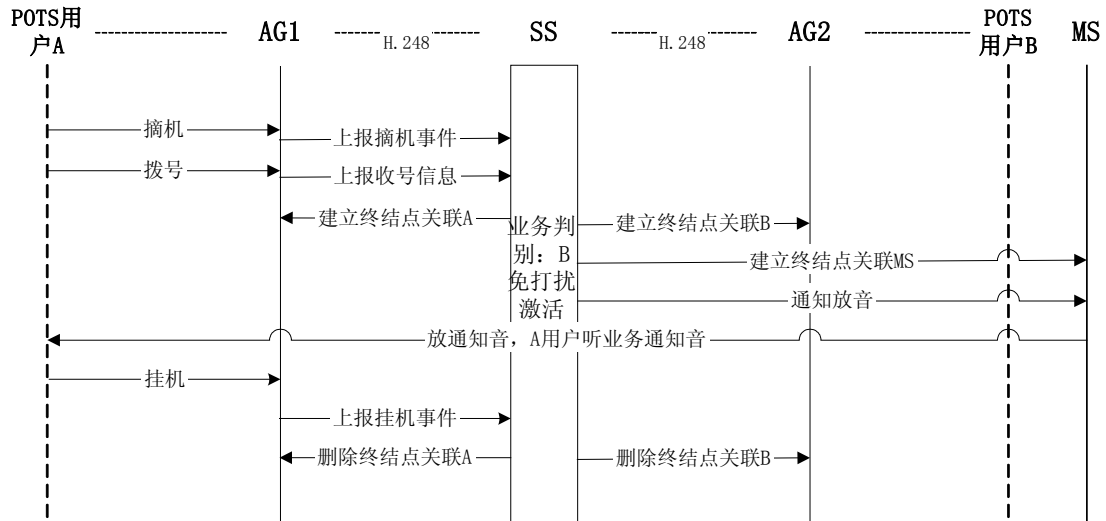 POTS用
户A
AG1
H.248
SS
H.248
AG2
POTS
用户B
MS
摘机
上报摘机事件
拨号
上报收号信息
建立终结点关联A
业务判
别：B
免打扰
激活
建立终结点关联B
建立终结点关联MS
通知放音
放通知音，A用户听业务通知音
挂机
上报挂机事件
删除终结点关联A
删除终结点关联B